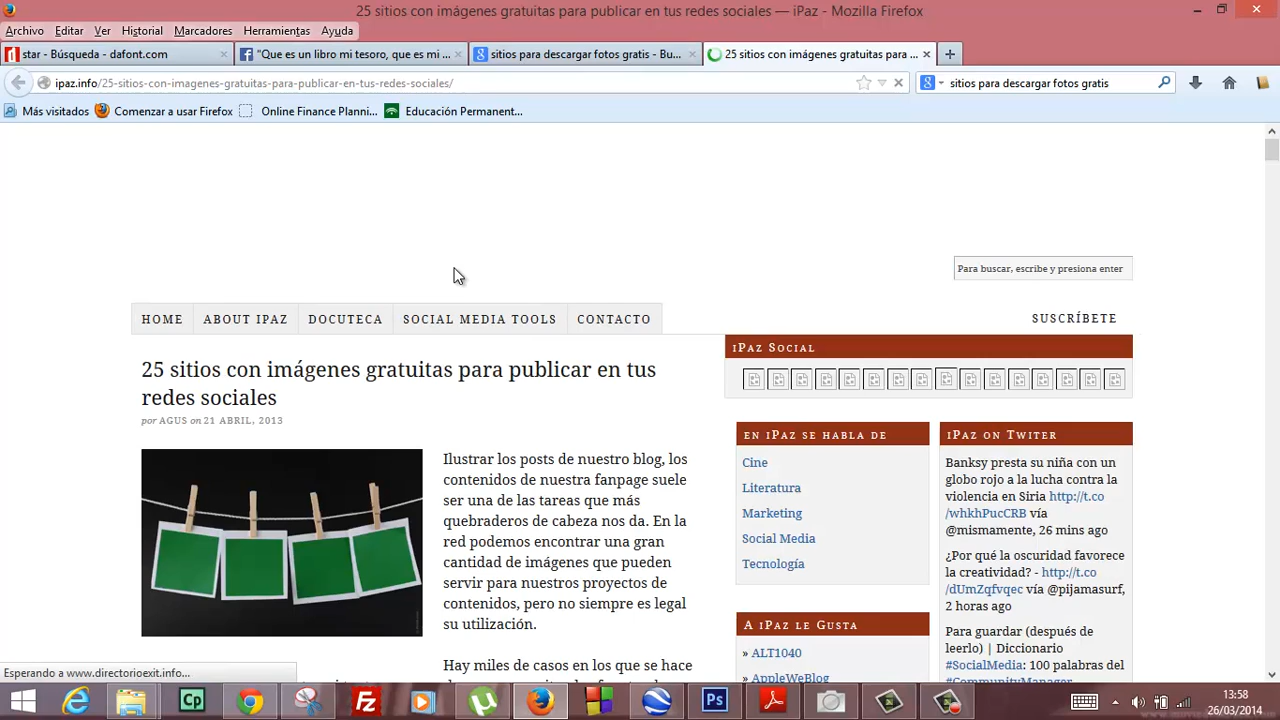 25 sitios con imágenes gratuitas para publicar en tus redes sociales — iPaz - Mozilla Firefox
Archivo Editar Ver Historial Marcadores Herramientas Ayuda
star - Búsqueda - dafont.com
“Que es un libro mi tesoro, que es mi ...
sitios para descargar fotos gratis - Bu...
25 sitios con imágenes gratuitas para ...
ipaz.info/25-sitios-con-imagenes-gratuitas-para-publicar-en-tus-redes-sociales/
sitios para descargar fotos gratis
Más visitados Comenzar a usar Firefox Online Finance Planni... Educación Permanent...
Para buscar, escribe y presiona enter
HOME ABOUT IPAZ DOCUTECA SOCIAL MEDIA TOOLS CONTACTO
SUSCRÍBETE
25 sitios con imágenes gratuitas para publicar en tus
redes sociales
por AGUS on 21 ABRIL, 2013
Ilustrar los posts de nuestro blog, los
contenidos de nuestra fanpage suele
ser una de las tareas que más
quebraderos de cabeza nos da. En la
red podemos encontrar una gran
cantidad de imágenes que pueden
servir para nuestros proyectos de
contenidos, pero no siempre es legal
su utilización.
Hay miles de casos en los que se hace
iPaz Social
en iPaz se habla de
Cine
Literatura
Marketing
Social Media
Tecnología
A iPaz le Gusta
» ALT1040
» AppleWeBlog
iPaz on Twiter
Banksy presta su niña con un
globo rojo a la lucha contra la
violencia en Siria http://t.co
/whkhPucCRB vía
@mismamente, 26 mins ago
¿Por qué la oscuridad favorece
la creatividad? - http://t.co
/dUmZqfvqec vía @pijamasurf,
2 horas ago
Para guardar (después de
leerlo) | Diccionario
#SocialMedia: 100 palabras del
#CommunityManager
Esperando a www.directorioexit.info...
Cp
Fz
Ps
13:58
26/03/2014